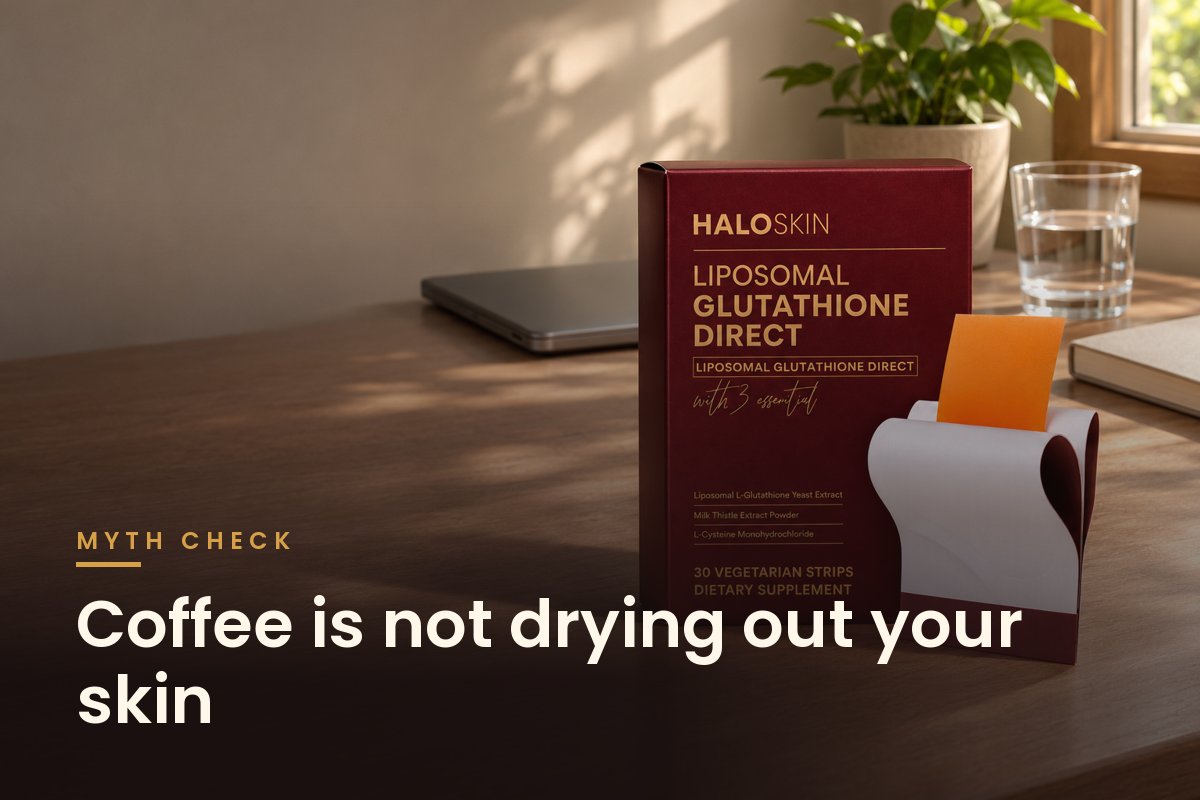 HALOSKIN
LIPOSOMAL
GLUTATHIONE
DIRECT
LIPOSOMAL GLUTATHIONE DIRECT
with 3 essential
Liposomal L-Glutathione Yeast Extract
Milk Thistle Extract Powder
L-Cysteine Monohydrochloride
30 VEGETARIAN STRIPS
DIETARY SUPPLEMENT
MYTH CHECK
Coffee is not drying out your
skin